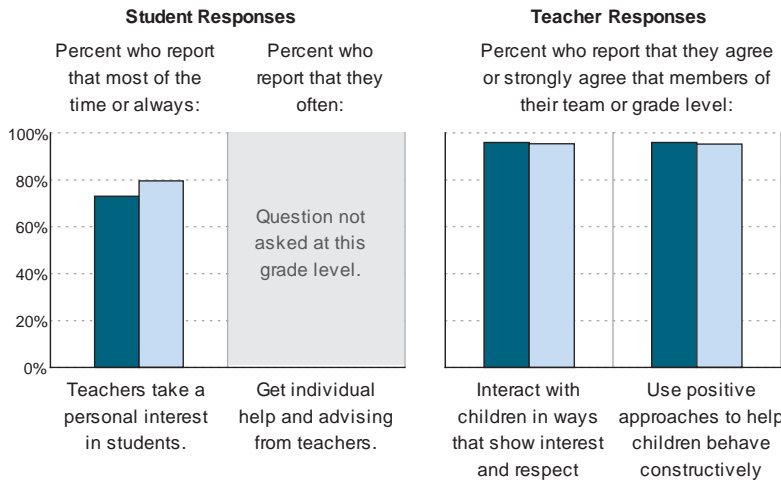 Student Responses
Percent who report
that most of the
time or always:
Percent who
report that they
often:
100%
80%
60%
40%
20%
0%
Question not
asked at this
grade level.
Teachers take a
personal interest
in students.
Get individual
help and advising
from teachers.
Teacher Responses
Percent who report that they agree
or strongly agree that members of
their team or grade level:
Interact with
children in ways
that show interest
and respect
Use positive
approaches to help
children behave
constructively